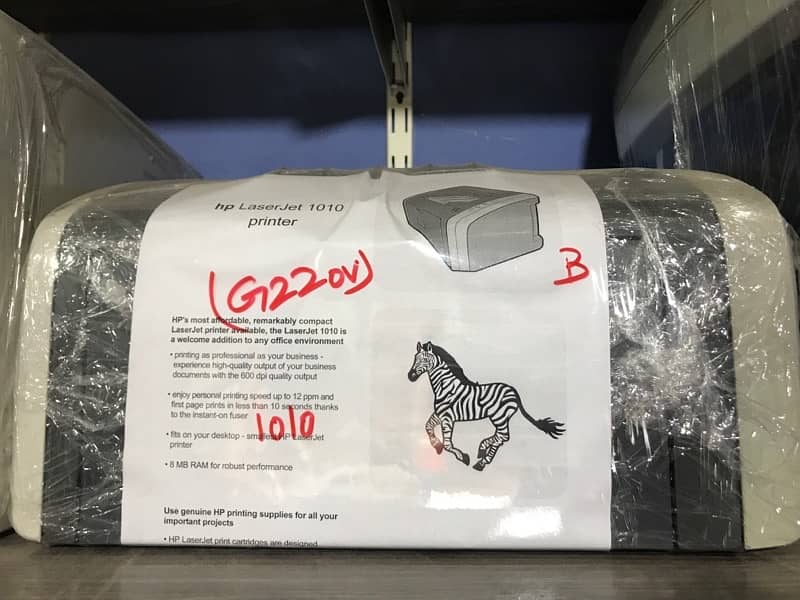 hp LaserJet 1010
printer
(G220V)
B
HP's most affordable, remarkably compact
LaserJet printer available, the LaserJet 1010 is
a welcome addition to any office environment
• printing as professional as your business -
experience high-quality output of your business
documents with the 600 dpi quality output
• enjoy personal printing speed up to 12 ppm and
first page prints in less than 10 seconds thanks
to the instant-on fuser
1010
• fits on your desktop - smallest HP LaserJet
printer
• 8 MB RAM for robust performance
Use genuine HP printing supplies for all your
important projects
• HP LaserJet print cartridges are designed